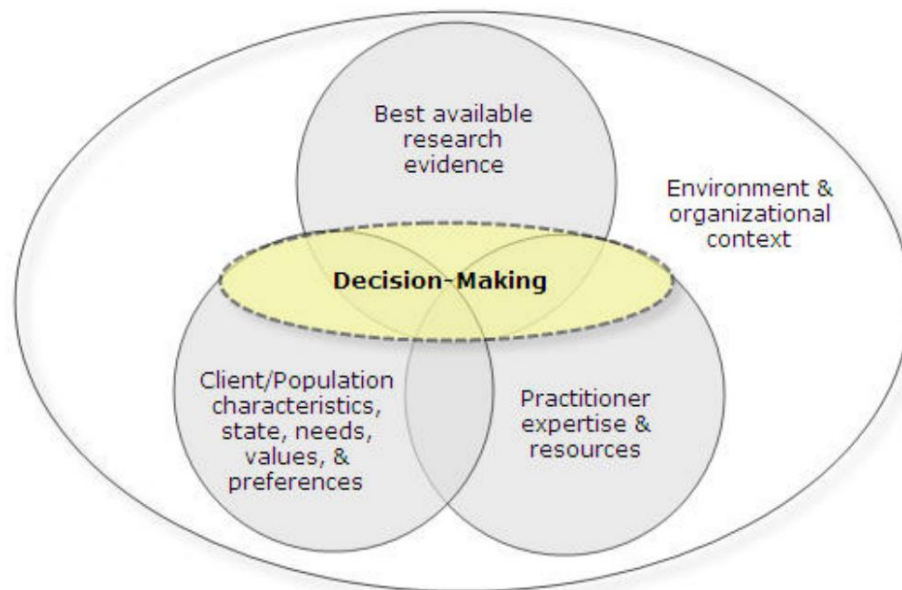 Best available
research
evidence
Environment &
organizational
context
Decision-Making
Client/Population
characteristics,
state, needs,
values, &
preferences
Practitioner
expertise &
resources